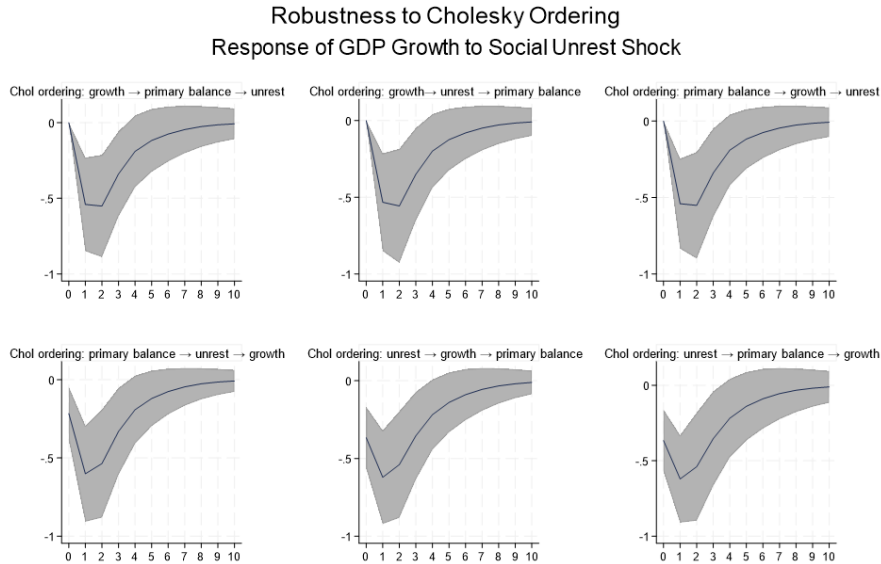 Robustness to Cholesky Ordering
Response of GDP Growth to Social Unrest Shock
Chol ordering: growth → primary balance → unrest
0
-.5
-1
0 1 2 3 4 5 6 7 8 9 10
Chol ordering: growth→ unrest → primary balance
0
-.5
-1
0 1 2 3 4 5 6 7 8 9 10
Chol ordering: primary balance → growth → unrest
0
-.5
-1
0 1 2 3 4 5 6 7 8 9 10
Chol ordering: primary balance → unrest → growth
0
-.5
-1
0 1 2 3 4 5 6 7 8 9 10
Chol ordering: unrest → growth → primary balance
0
-.5
-1
0 1 2 3 4 5 6 7 8 9 10
Chol ordering: unrest → primary balance → growth
0
-.5
-1
0 1 2 3 4 5 6 7 8 9 10